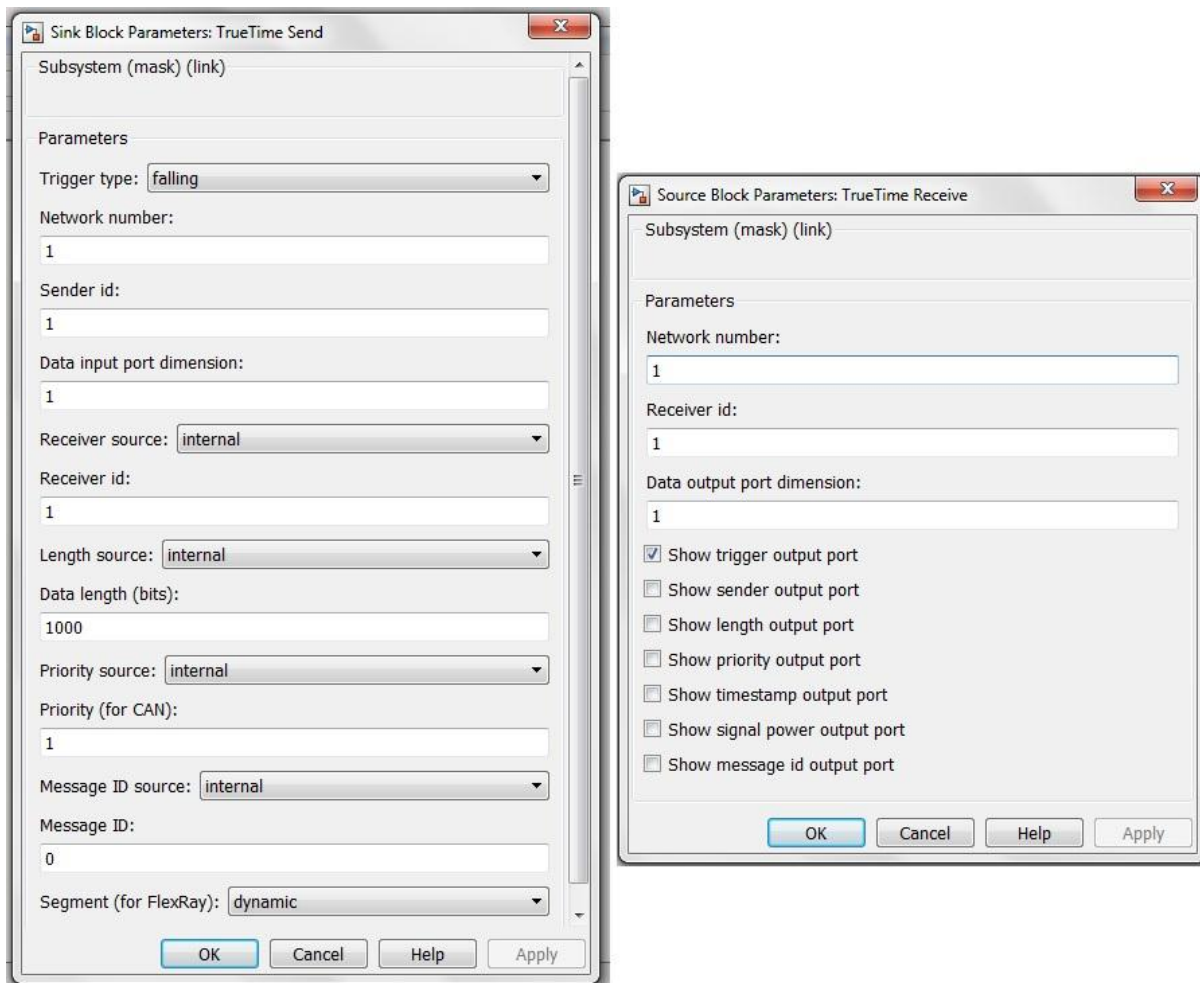 Sink Block Parameters: TrueTime Send
Subsystem (mask) (link)
Parameters
Trigger type: falling
Network number:
1
Sender id:
1
Data input port dimension:
1
Receiver source: internal
Receiver id:
1
Length source: internal
Data length (bits):
1000
Priority source: internal
Priority (for CAN):
1
Message ID source: internal
Message ID:
0
Segment (for FlexRay): dynamic
OK Cancel Help Apply
Source Block Parameters: TrueTime Receive
Subsystem (mask) (link)
Parameters
Network number:
1
Receiver id:
1
Data output port dimension:
1
Show trigger output port
Show sender output port
Show length output port
Show priority output port
Show timestamp output port
Show signal power output port
Show message id output port
OK Cancel Help Apply